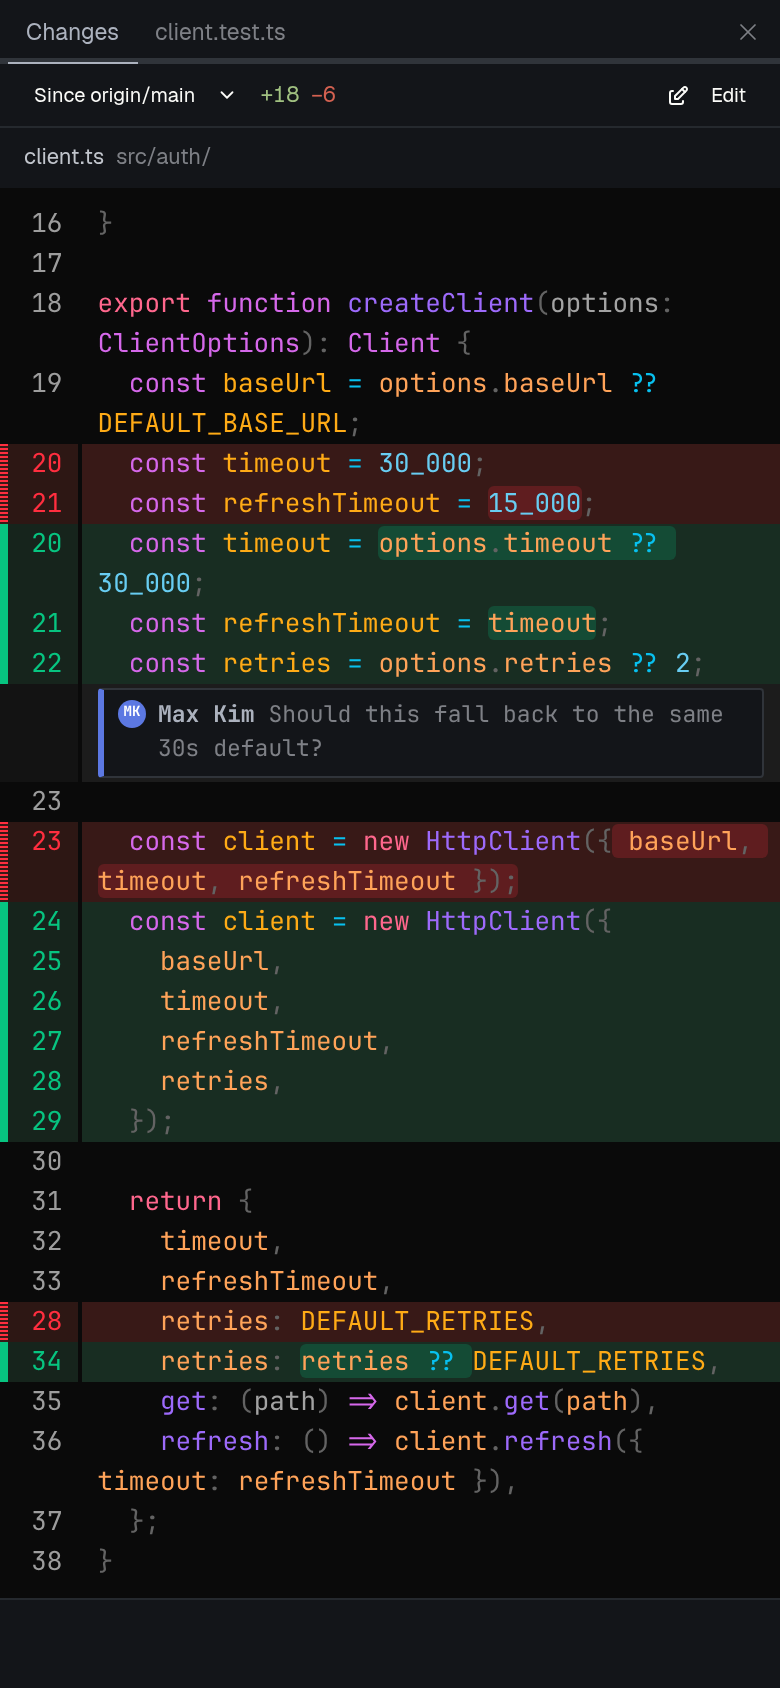 Changes client.test.ts
Since origin/main +18 −6 Edit
client.ts src/auth/
16 }
17
18 export function createClient(options:
ClientOptions): Client {
19   const baseUrl = options.baseUrl ??
DEFAULT_BASE_URL;
20   const timeout = 30_000;
21   const refreshTimeout = 15_000;
20   const timeout = options.timeout ??
30_000;
21   const refreshTimeout = timeout;
22   const retries = options.retries ?? 2;
MK Max Kim Should this fall back to the same
30s default?
23
23   const client = new HttpClient({ baseUrl,
timeout, refreshTimeout });
24   const client = new HttpClient({
25     baseUrl,
26     timeout,
27     refreshTimeout,
28     retries,
29   });
30
31   return {
32     timeout,
33     refreshTimeout,
28     retries: DEFAULT_RETRIES,
34     retries: retries ?? DEFAULT_RETRIES,
35     get: (path) => client.get(path),
36     refresh: () => client.refresh({
timeout: refreshTimeout }),
37   };
38 }